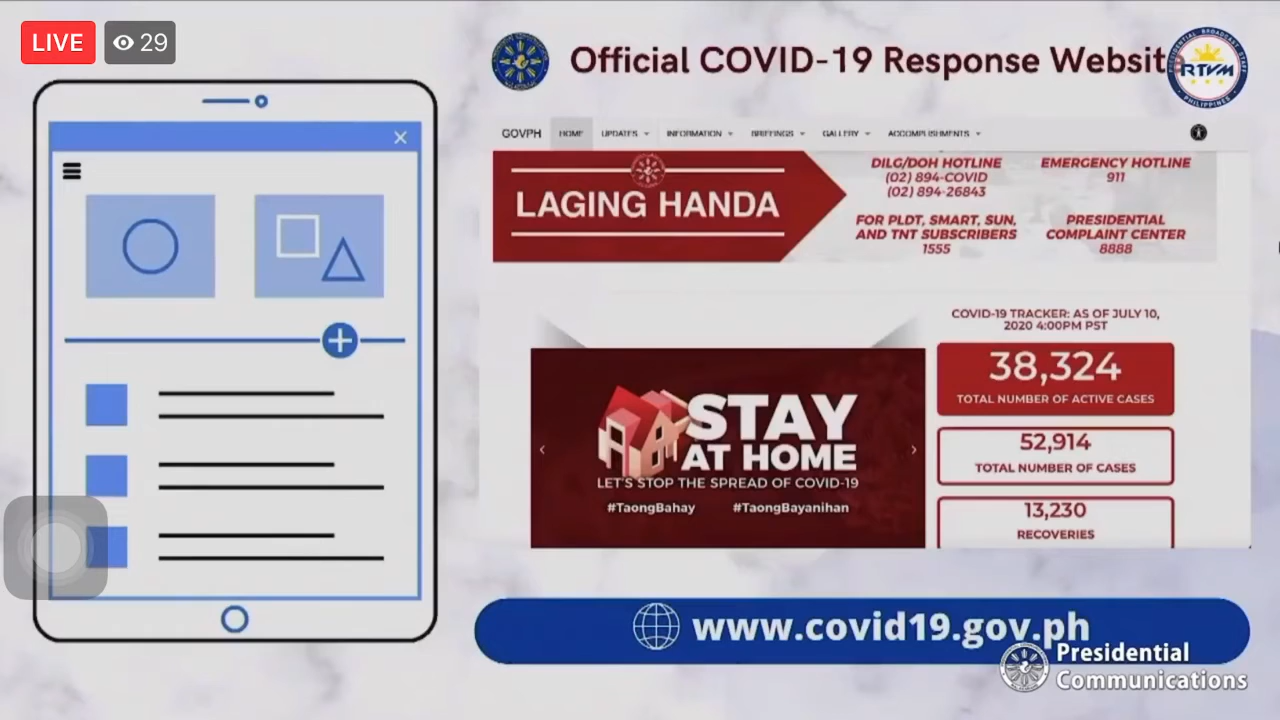 LIVE
29
Official COVID-19 Response Websit
RTVM
GOVPH HOME UPDATES INFORMATION BRIEFINGS GALLERY ACCOMPLISHMENTS
LAGING HANDA
DILG/DOH HOTLINE
(02) 894-COVID
(02) 894-26843
EMERGENCY HOTLINE
911
FOR PLDT, SMART, SUN,
AND TNT SUBSCRIBERS
1555
PRESIDENTIAL
COMPLAINT CENTER
8888
STAY
AT HOME
LET'S STOP THE SPREAD OF COVID-19
#TaongBahay #TaongBayanihan
COVID-19 TRACKER: AS OF JULY 10,
2020 4:00PM PST
38,324
TOTAL NUMBER OF ACTIVE CASES
52,914
TOTAL NUMBER OF CASES
13,230
RECOVERIES
www.covid19.gov.ph
Presidential
Communications